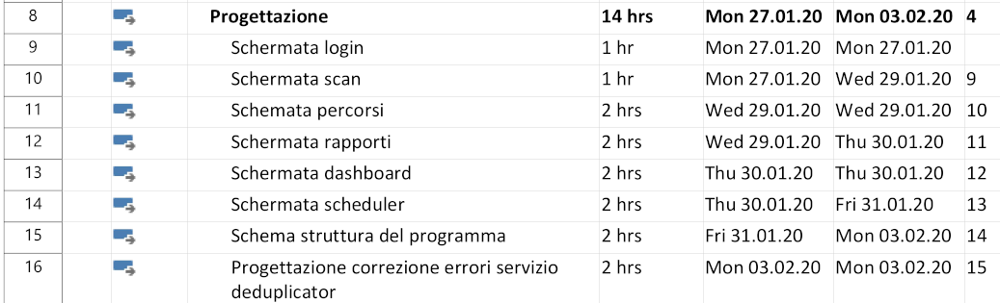 8 Progettazione 14 hrs Mon 27.01.20 Mon 03.02.20 4
9 Schermata login 1 hr Mon 27.01.20 Mon 27.01.20
10 Schermata scan 1 hr Mon 27.01.20 Wed 29.01.20 9
11 Schemata percorsi 2 hrs Wed 29.01.20 Wed 29.01.20 10
12 Schermata rapporti 2 hrs Wed 29.01.20 Thu 30.01.20 11
13 Schermata dashboard 2 hrs Thu 30.01.20 Thu 30.01.20 12
14 Schermata scheduler 2 hrs Thu 30.01.20 Fri 31.01.20 13
15 Schema struttura del programma 2 hrs Fri 31.01.20 Mon 03.02.20 14
16 Progettazione correzione errori servizio 2 hrs Mon 03.02.20 Mon 03.02.20 15
deduplicator